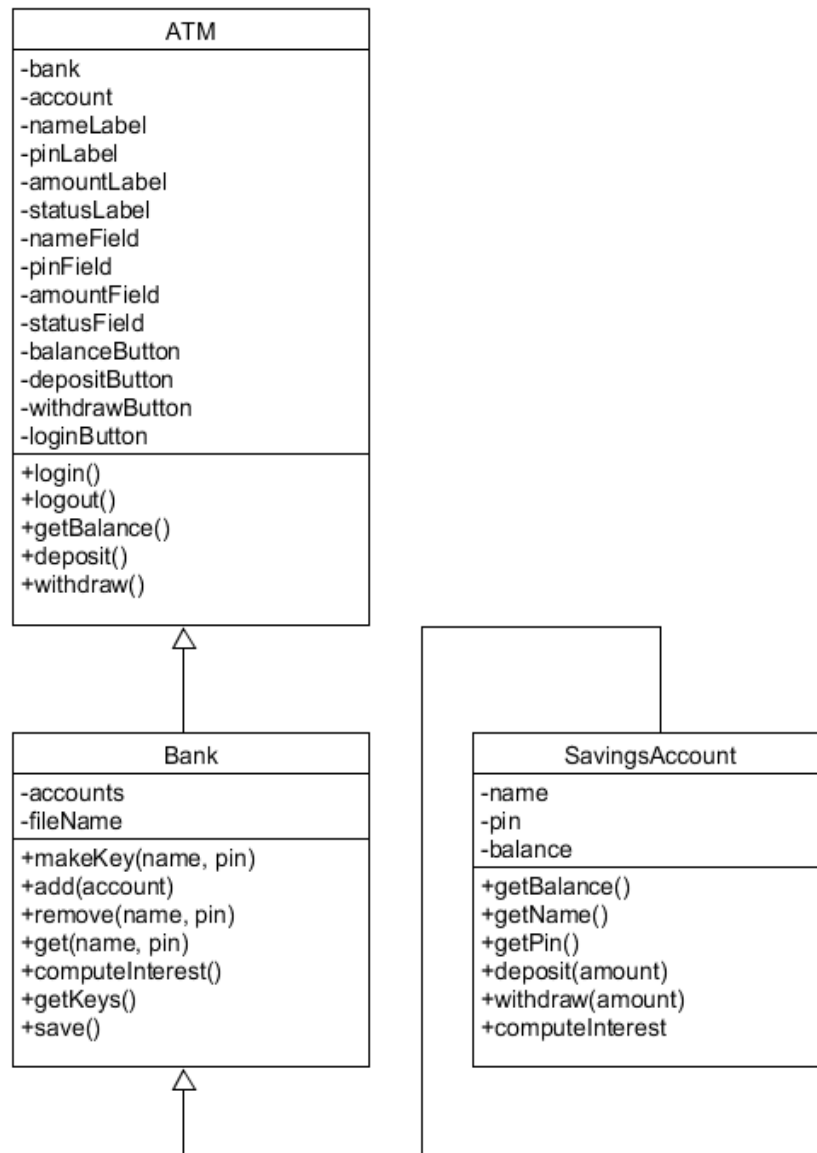 ATM
-bank
-account
-nameLabel
-pinLabel
-amountLabel
-statusLabel
-nameField
-pinField
-amountField
-statusField
-balanceButton
-depositButton
-withdrawButton
-loginButton
+login()
+logout()
+getBalance()
+deposit()
+withdraw()
Bank
-accounts
-fileName
+makeKey(name, pin)
+add(account)
+remove(name, pin)
+get(name, pin)
+computeInterest()
+getKeys()
+save()
SavingsAccount
-name
-pin
-balance
+getBalance()
+getName()
+getPin()
+deposit(amount)
+withdraw(amount)
+computeInterest